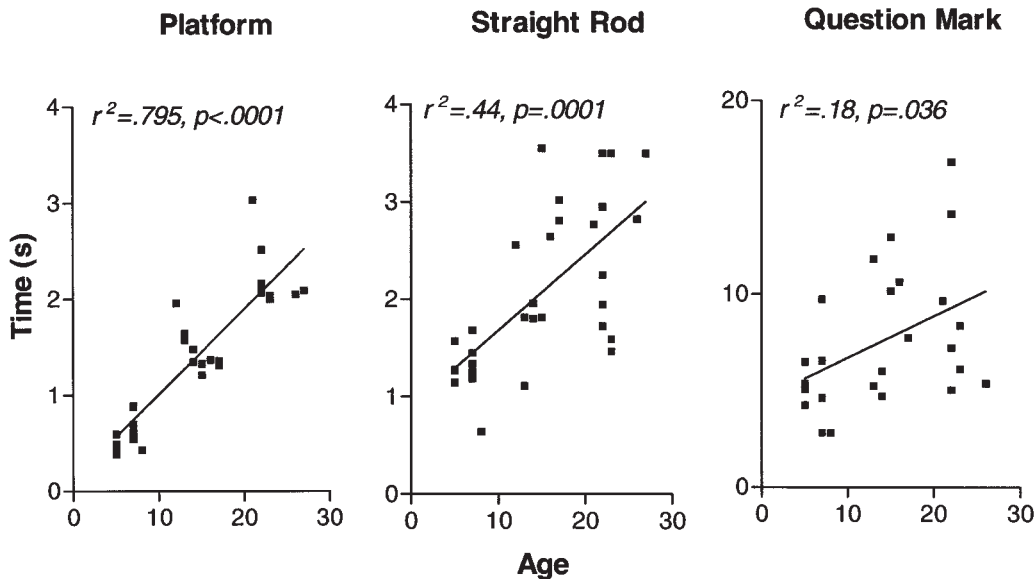 Platform
Straight Rod
Question Mark
r²=.795, p<.0001
r²=.44, p=.0001
r²=.18, p=.036
Time (s)
4
3
2
1
0
0 10 20 30
4
3
2
1
0
0 10 20 30
20
10
0
0 10 20 30
Age